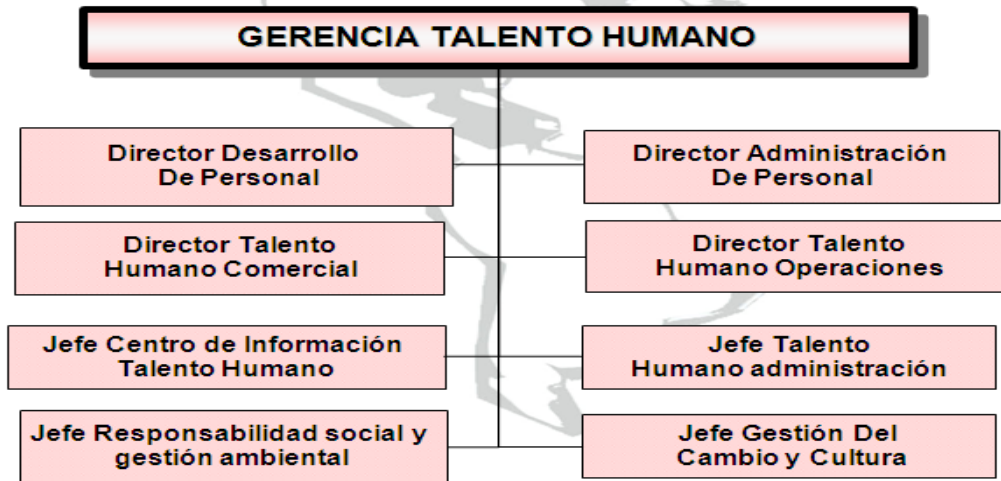 GERENCIA TALENTO HUMANO
Director Desarrollo
De Personal
Director Administración
De Personal
Director Talento
Humano Comercial
Director Talento
Humano Operaciones
Jefe Centro de Información
Talento Humano
Jefe Talento
Humano administración
Jefe Responsabilidad social y
gestión ambiental
Jefe Gestión Del
Cambio y Cultura